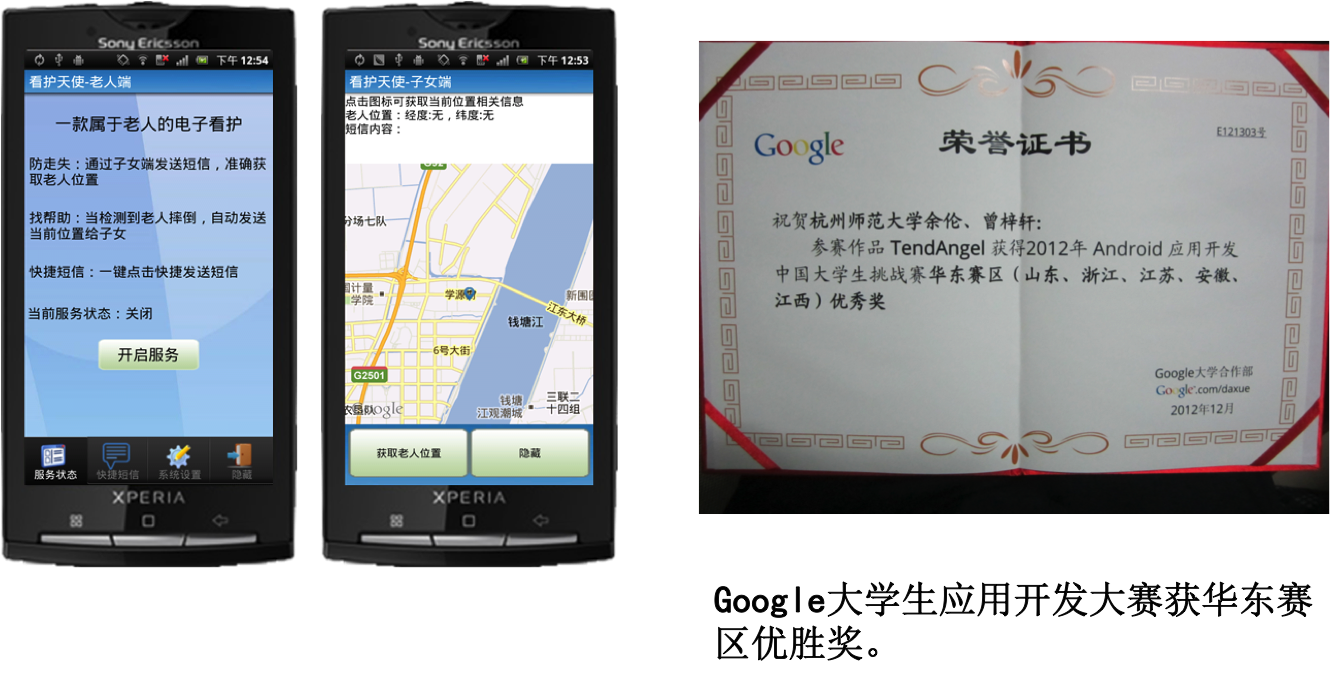 Sony Ericsson
下午 12:54
看护天使-老人端
一款属于老人的电子看护
防走失：通过子女端发送短信，准确获
取老人位置
找帮助：当检测到老人摔倒，自动发送
当前位置给子女
快捷短信：一键点击快捷发送短信
当前服务状态：关闭
开启服务
服务状态
快捷短信
系统设置
隐藏
XPERIA
Sony Ericsson
下午 12:53
看护天使-子女端
点击图标可获取当前位置相关信息
老人位置：经度:无，纬度:无
短信内容：
分场七队
学院
学源
江东大桥
钱塘江
6号大街
G2501
钱塘
江观潮城
三联二
十四组
获取老人位置
隐藏
XPERIA
Google
荣誉证书
E121303号
祝贺杭州师范大学余伦、曾梓轩:
参赛作品 TendAngel 获得2012年 Android 应用开发
中国大学生挑战赛华东赛区（山东、浙江、江苏、安徽、
江西）优秀奖
Google大学合作部
Google.com/daxue
2012年12月
Google大学生应用开发大赛获华东赛
区优胜奖。